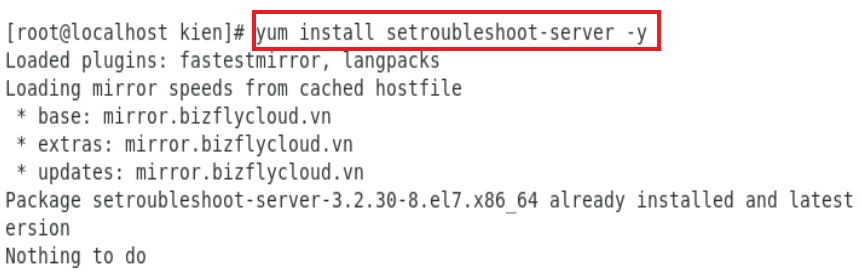 [root@localhost kien]# yum install setroubleshoot-server -y
Loaded plugins: fastestmirror, langpacks
Loading mirror speeds from cached hostfile
 * base: mirror.bizflycloud.vn
 * extras: mirror.bizflycloud.vn
 * updates: mirror.bizflycloud.vn
Package setroubleshoot-server-3.2.30-8.el7.x86_64 already installed and latest
ersion
Nothing to do